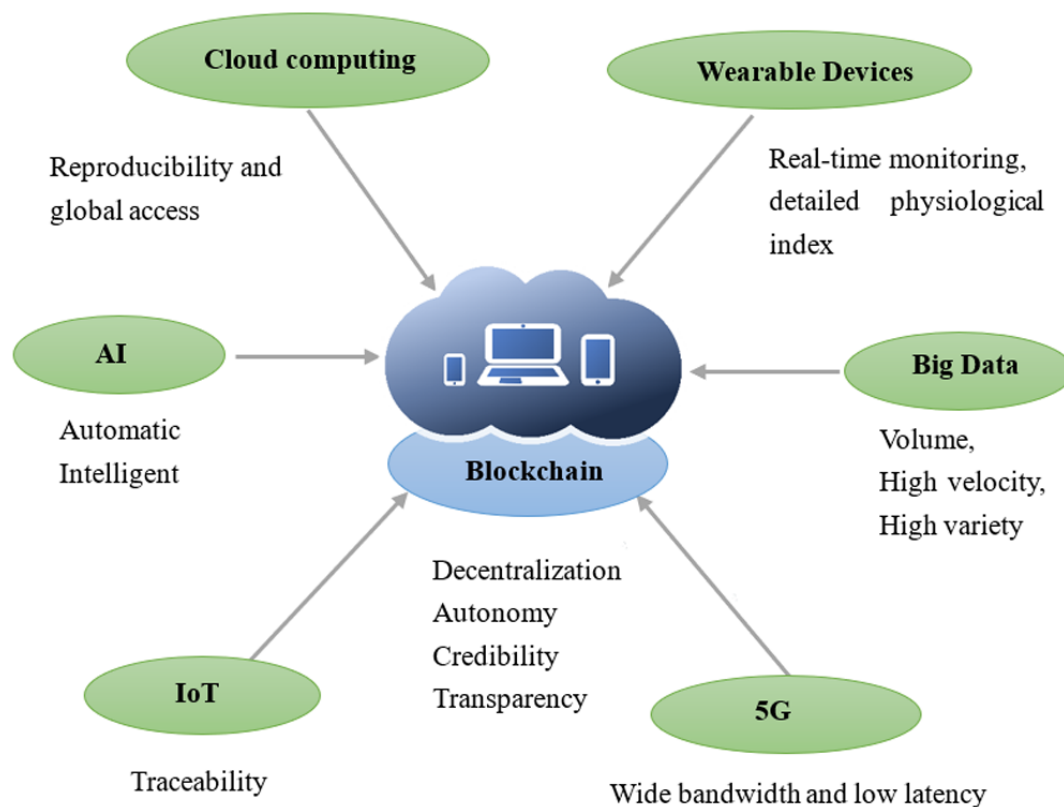 Cloud computing
Wearable Devices
Reproducibility and
global access
Real-time monitoring,
detailed physiological
index
AI
Big Data
Automatic
Intelligent
Volume,
High velocity,
High variety
Blockchain
Decentralization
Autonomy
Credibility
Transparency
IoT
5G
Traceability
Wide bandwidth and low latency